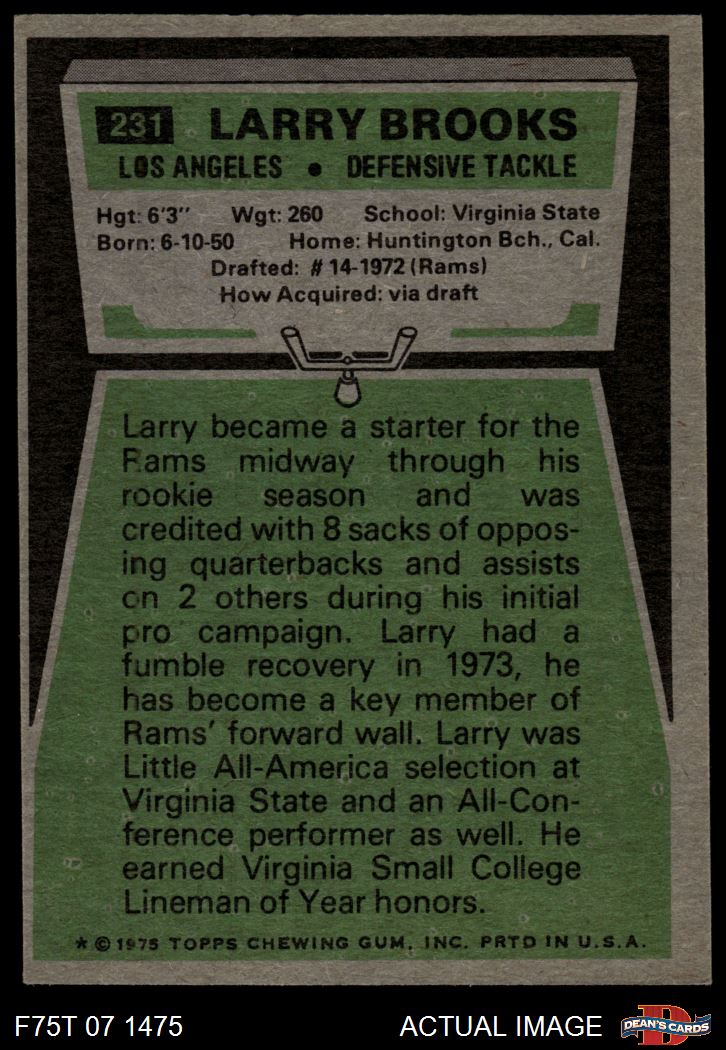 231 LARRY BROOKS
LOS ANGELES • DEFENSIVE TACKLE
Hgt: 6'3" Wgt: 260 School: Virginia State
Born: 6-10-50 Home: Huntington Bch., Cal.
Drafted: # 14-1972 (Rams)
How Acquired: via draft
Larry became a starter for the
Rams midway through his
rookie season and was
credited with 8 sacks of oppos-
ing quarterbacks and assists
on 2 others during his initial
pro campaign. Larry had a
fumble recovery in 1973, he
has become a key member of
Rams' forward wall. Larry was
Little All-America selection at
Virginia State and an All-Con-
ference performer as well. He
earned Virginia Small College
Lineman of Year honors.
* © 1975 TOPPS CHEWING GUM, INC. PRTD IN U.S.A.
F75T 07 1475 ACTUAL IMAGE D DEAN'S CARDS